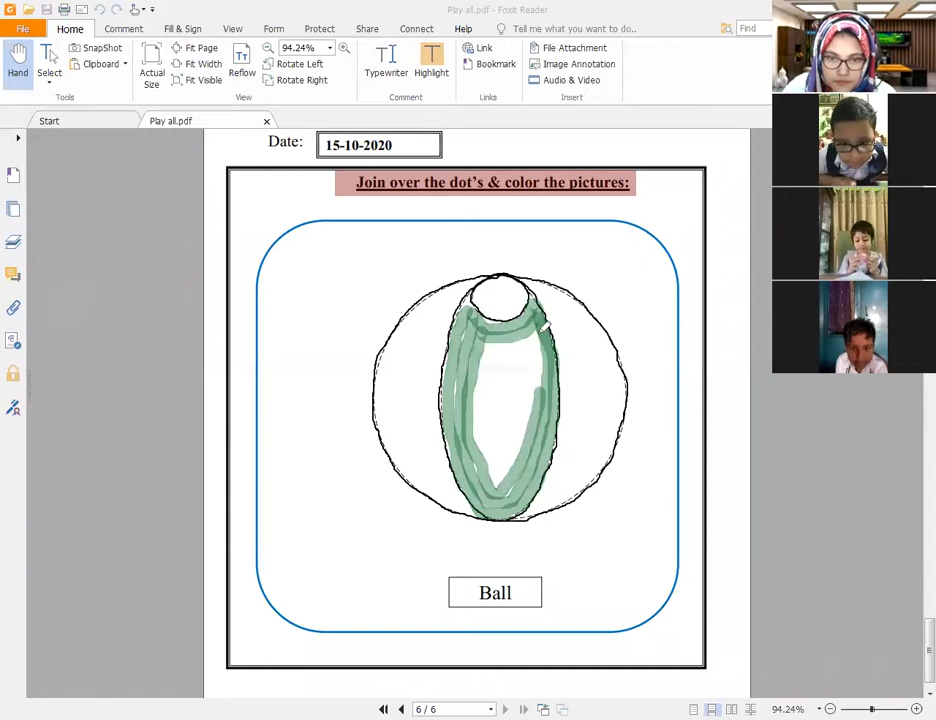 Play all.pdf - Foxit Reader
File Home Comment Fill & Sign View Form Protect Share Connect Help Tell me what you want to do.. Find
Hand Select SnapShot Clipboard Actual Size Fit Page Fit Width Fit Visible Reflow 94.24% Rotate Left Rotate Right Typewriter Highlight Link Bookmark File Attachment Image Annotation Audio & Video
Tools View Comment Links Insert
Start Play all.pdf
Date: 15-10-2020
Join over the dot's & color the pictures:
Ball
6 / 6 94.24%